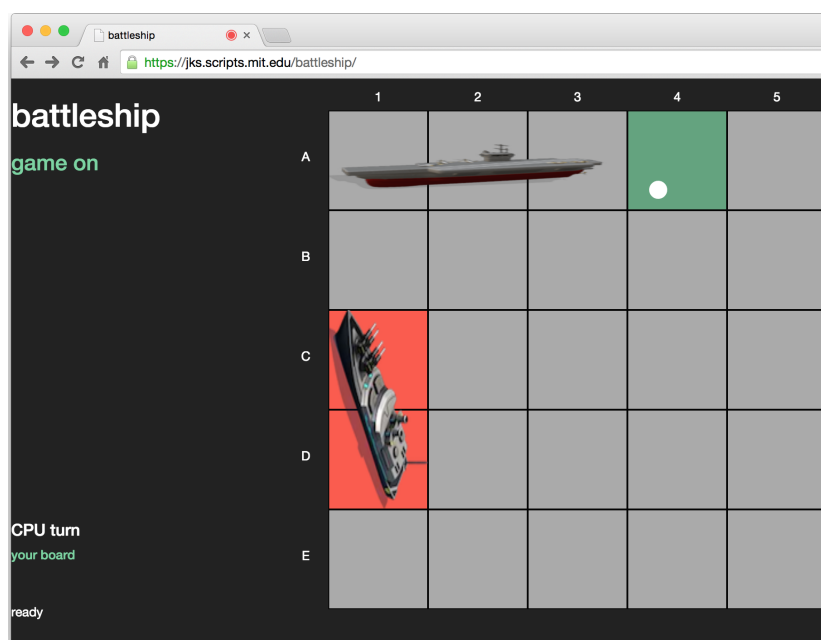 battleship
https://jks.scripts.mit.edu/battleship/
battleship
game on
1 2 3 4 5
A
B
C
D
E
CPU turn
your board
ready